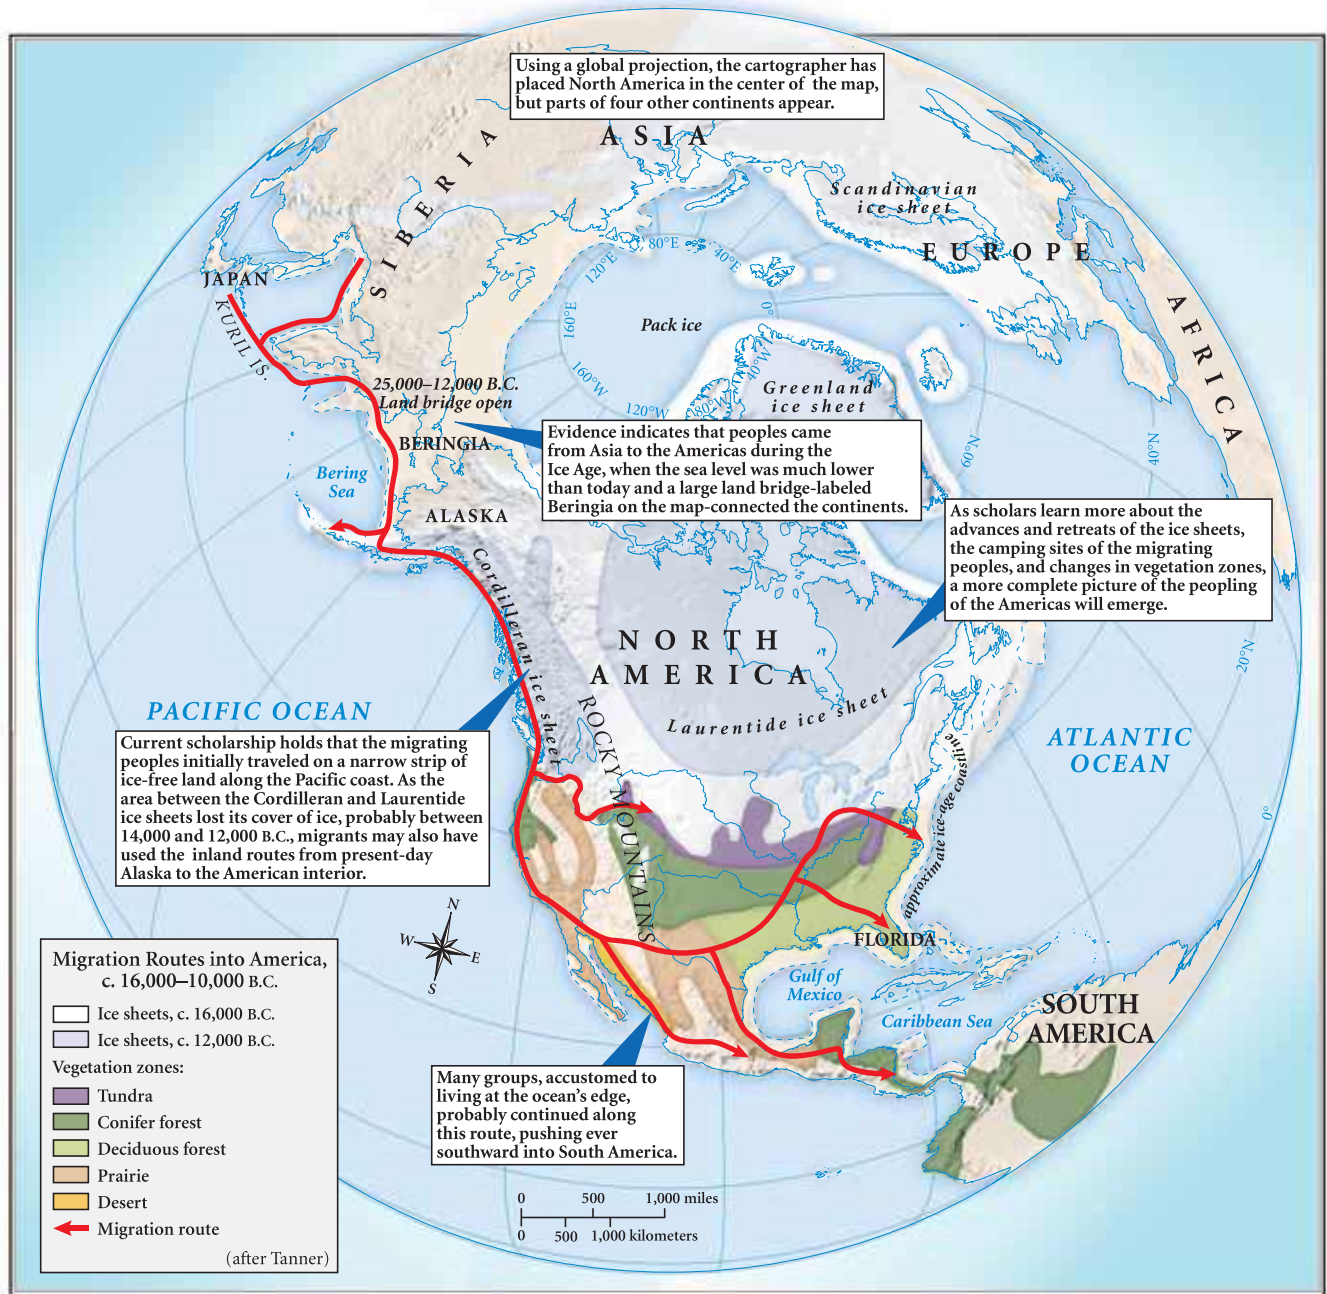 Using a global projection, the cartographer has
placed North America in the center of the map,
but parts of four other continents appear.
ASIA
SIBERIA
Scandinavian
ice sheet
EUROPE
AFRICA
80°E
40°E
120°E
0°
160°E
160°W
120°W
80°W
40°W
Pack ice
JAPAN
KURIL IS.
Greenland
ice sheet
25,000–12,000 B.C.
Land bridge open
BERINGIA
Evidence indicates that peoples came
from Asia to the Americas during the
Ice Age, when the sea level was much lower
than today and a large land bridge-labeled
Beringia on the map-connected the continents.
60°N
40°N
20°N
0°
Bering
Sea
ALASKA
As scholars learn more about the
advances and retreats of the ice sheets,
the camping sites of the migrating
peoples, and changes in vegetation zones,
a more complete picture of the peopling
of the Americas will emerge.
Cordilleran ice sheet
NORTH
AMERICA
Laurentide ice sheet
ROCKY MOUNTAINS
PACIFIC OCEAN
ATLANTIC
OCEAN
approximate ice-age coastline
Current scholarship holds that the migrating
peoples initially traveled on a narrow strip of
ice-free land along the Pacific coast. As the
area between the Cordilleran and Laurentide
ice sheets lost its cover of ice, probably between
14,000 and 12,000 B.C., migrants may also have
used the inland routes from present-day
Alaska to the American interior.
N
W
E
S
FLORIDA
Gulf of
Mexico
Caribbean Sea
SOUTH
AMERICA
Many groups, accustomed to
living at the ocean's edge,
probably continued along
this route, pushing ever
southward into South America.
Migration Routes into America,
c. 16,000–10,000 B.C.
Ice sheets, c. 16,000 B.C.
Ice sheets, c. 12,000 B.C.
Vegetation zones:
Tundra
Conifer forest
Deciduous forest
Prairie
Desert
Migration route
(after Tanner)
0 500 1,000 miles
0 500 1,000 kilometers